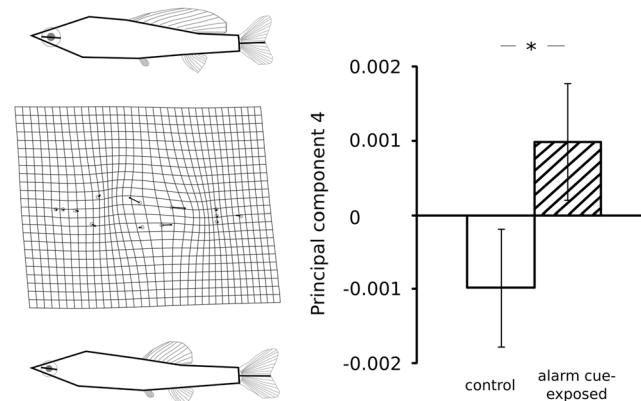 *
0.002
0.001
0
-0.001
-0.002
Principal component 4
control
alarm cue-
exposed